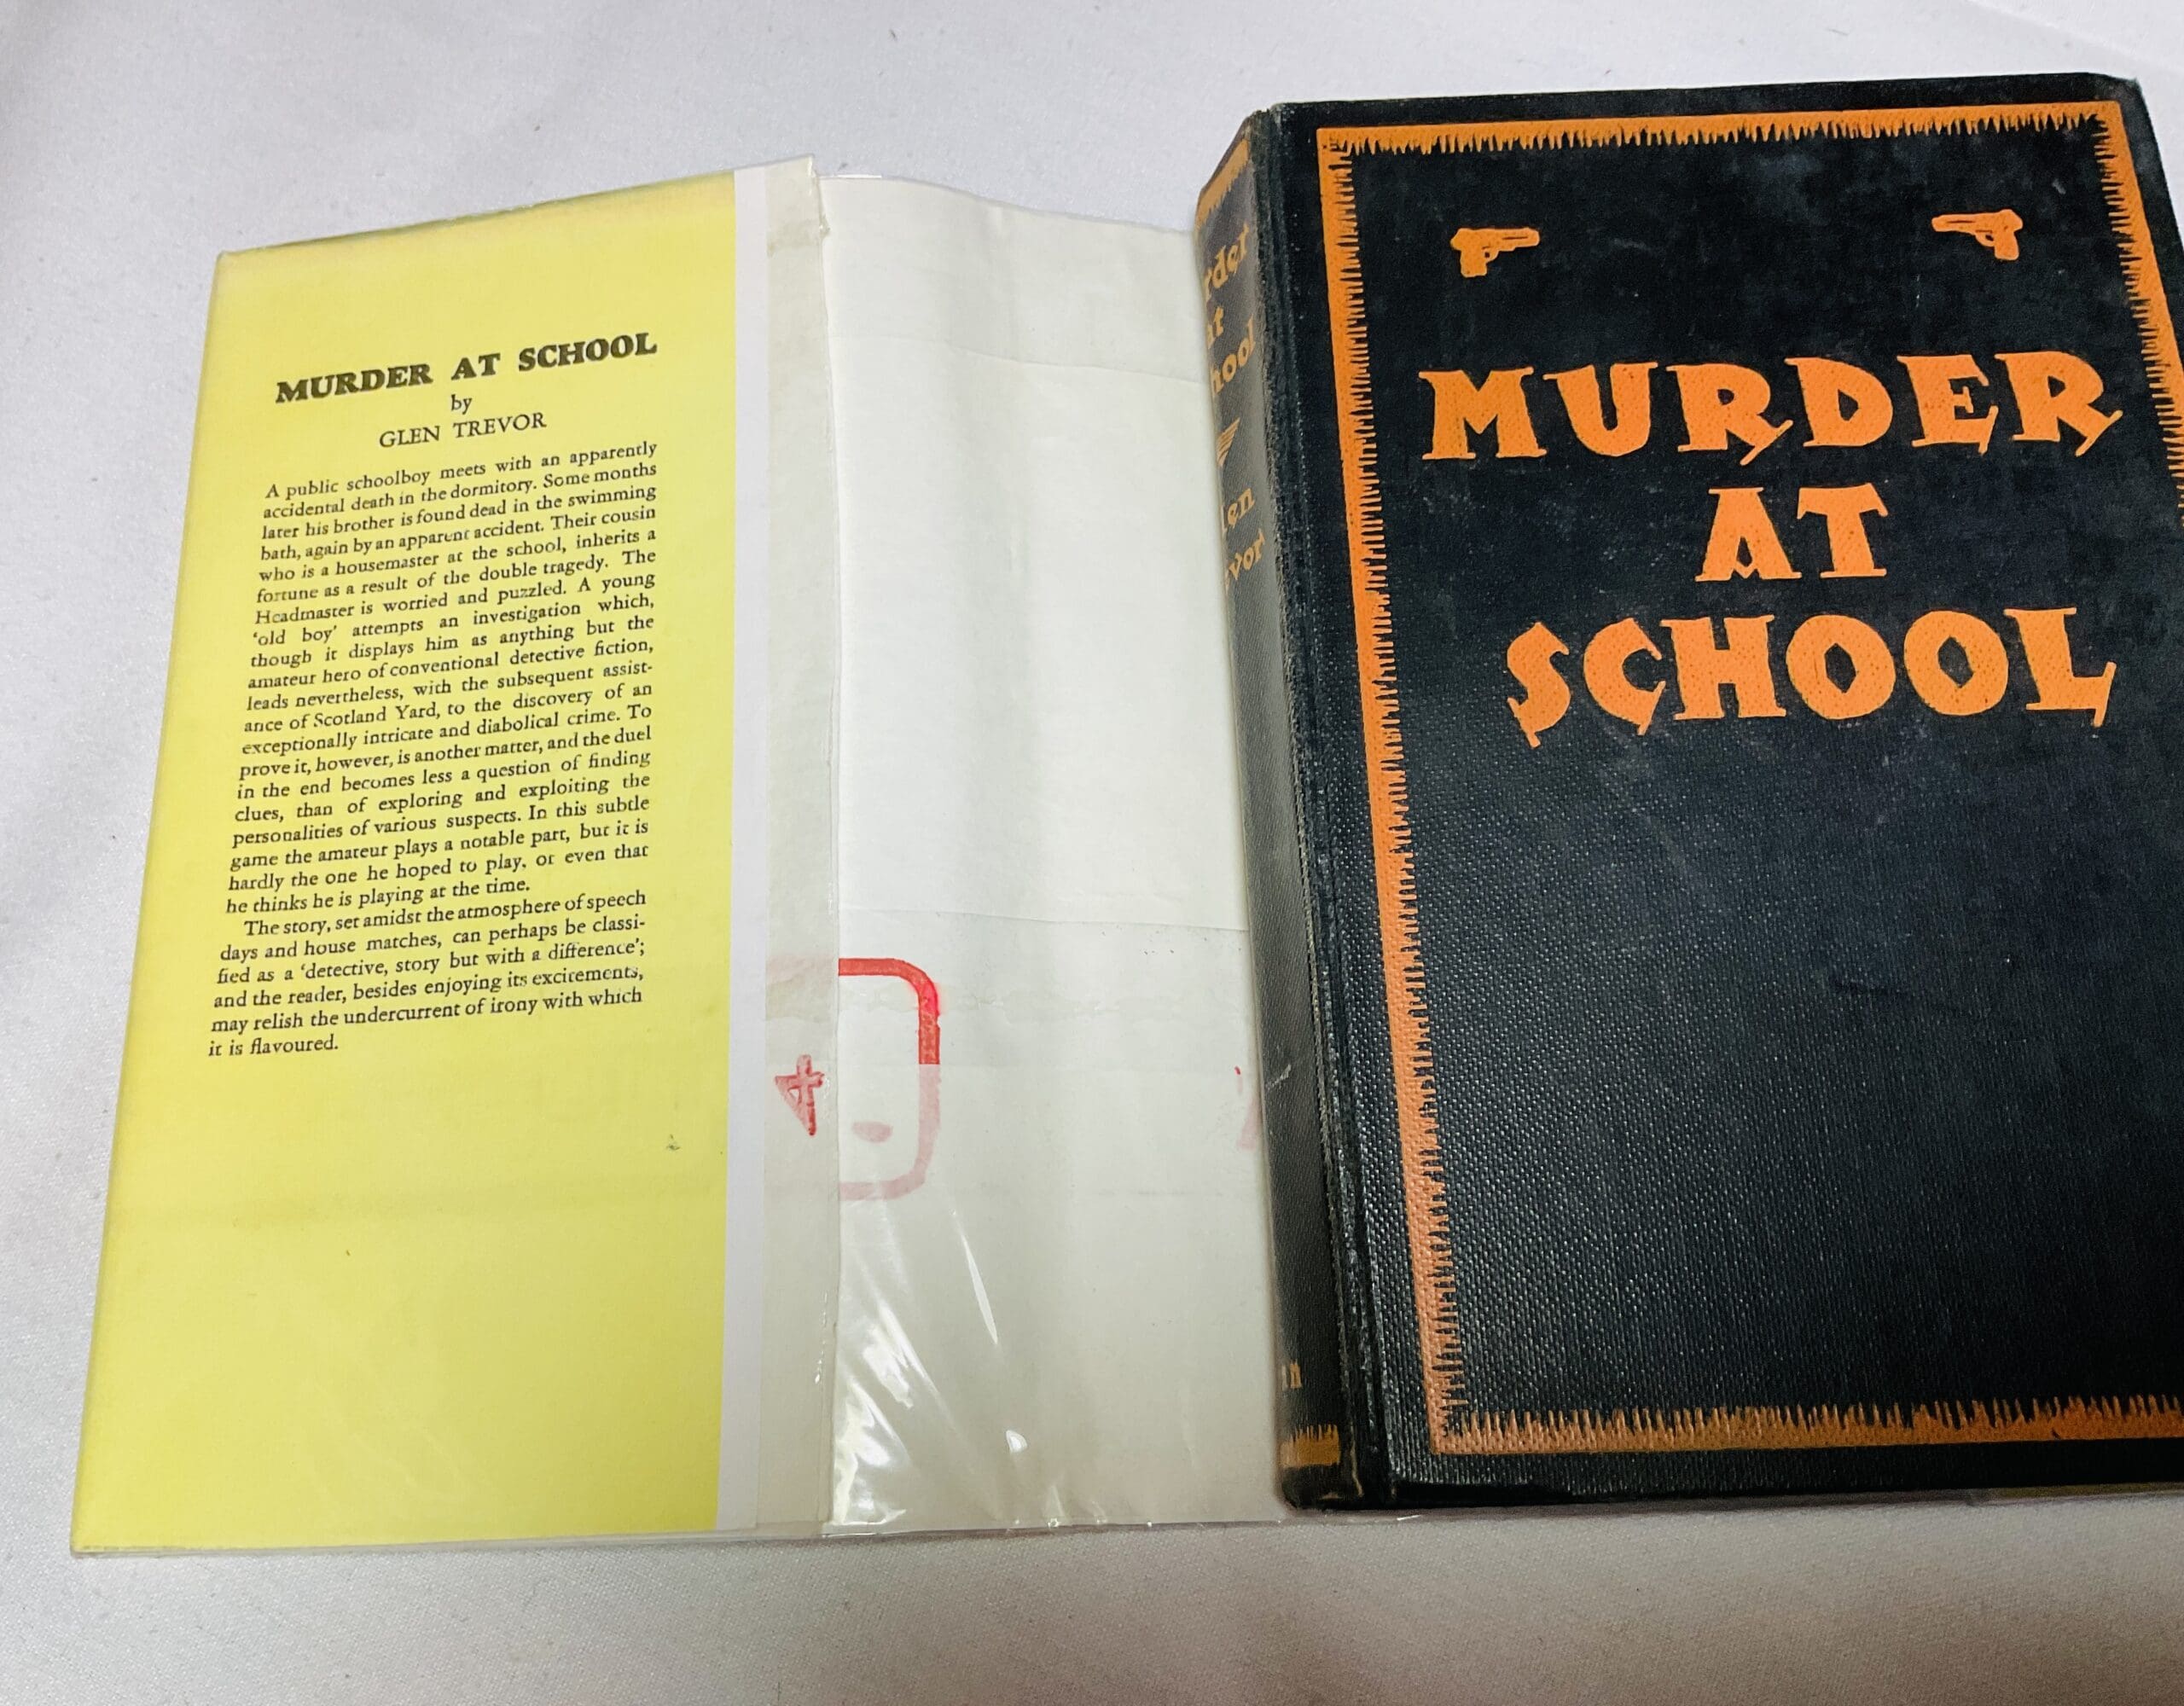 MURDER AT SCHOOL
by
GLEN TREVOR
A public schoolboy meets with an apparently
accidental death in the dormitory. Some months
later his brother is found dead in the swimming
bath, again by an apparent accident. Their cousin
who is a housemaster at the school, inherits a
fortune as a result of the double tragedy. The
Headmaster is worried and puzzled. A young
'old boy' attempts an investigation which,
though it displays him as anything but the
amateur hero of conventional detective fiction,
leads nevertheless, with the subsequent assist-
ance of Scotland Yard, to the discovery of an
exceptionally intricate and diabolical crime. To
prove it, however, is another matter, and the duel
in the end becomes less a question of finding
clues, than of exploring and exploiting the
personalities of various suspects. In this subtle
game the amateur plays a notable part, but it is
hardly the one he hoped to play, or even that
he thinks he is playing at the time.
The story, set amidst the atmosphere of speech
days and house matches, can perhaps be classi-
fied as a 'detective, story but with a difference';
and the reader, besides enjoying its excitements,
may relish the undercurrent of irony with which
it is flavoured.
MURDER
AT
SCHOOL